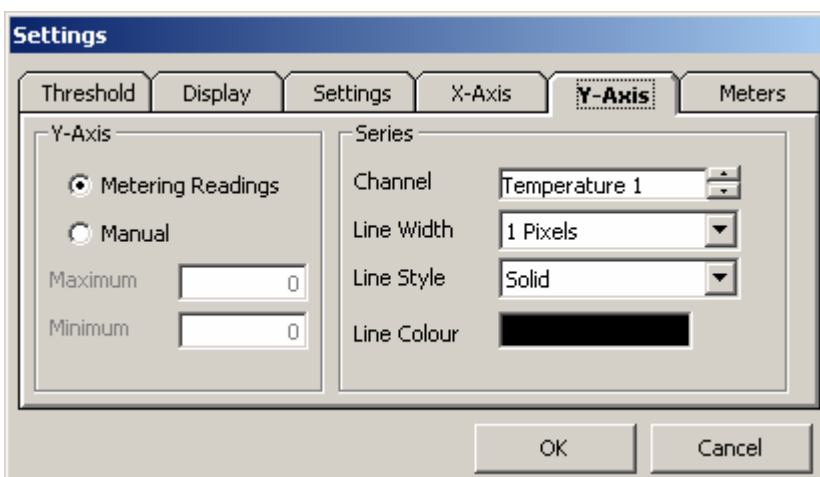 Settings
Threshold Display Settings X-Axis Y-Axis Meters
Y-Axis
Metering Readings
Manual
Maximum 0
Minimum 0
Series
Channel Temperature 1
Line Width 1 Pixels
Line Style Solid
Line Colour
OK Cancel